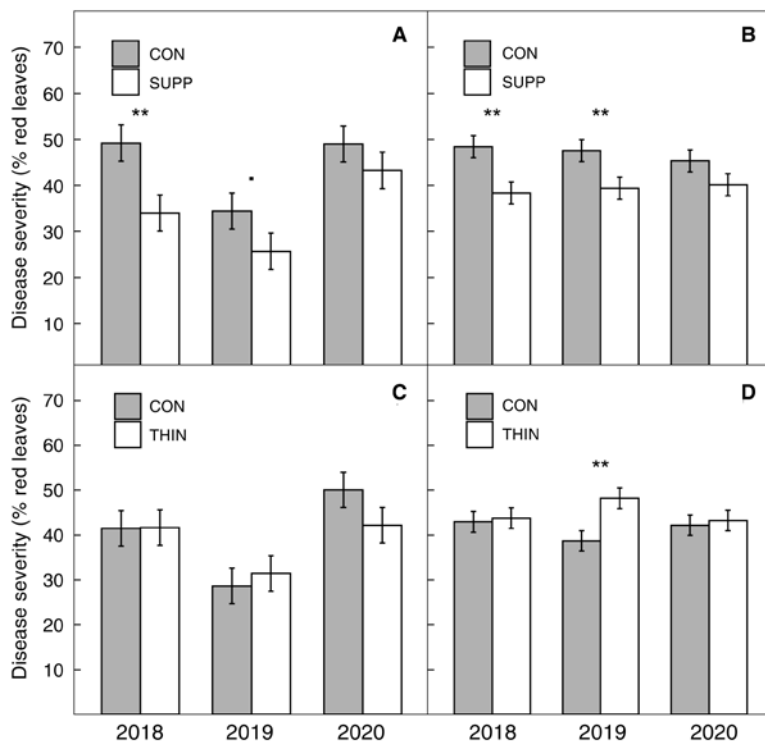 A
B
Disease severity (% red leaves)
70
60
50
40
30
20
10
CON
SUPP
**
.
CON
SUPP
**
**
C
D
Disease severity (% red leaves)
70
60
50
40
30
20
10
CON
THIN
CON
THIN
**
2018
2019
2020
2018
2019
2020